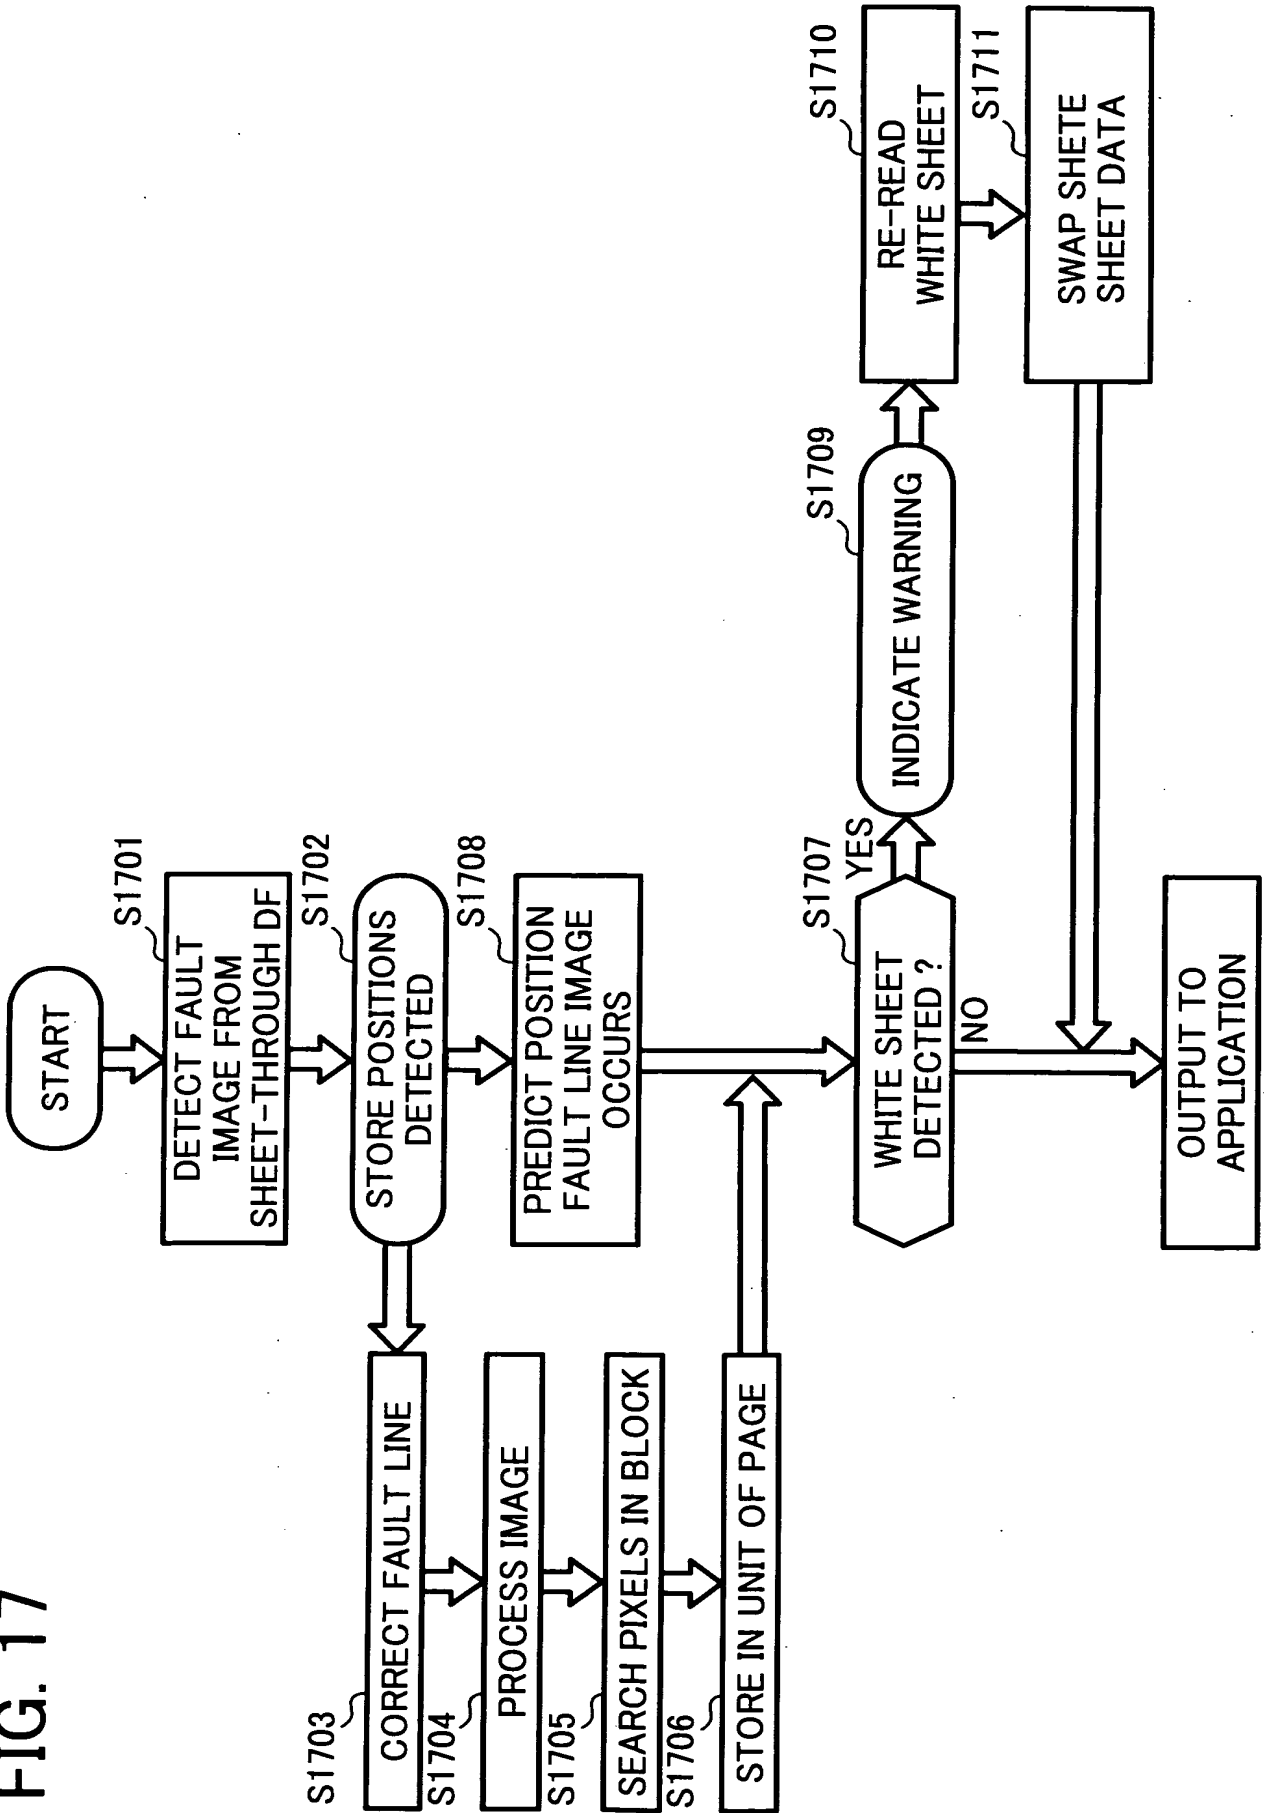 FIG. 17
START
S1701
DETECT FAULT
IMAGE FROM
SHEET-THROUGH DF
S1702
STORE POSITIONS
DETECTED
S1703
CORRECT FAULT LINE
S1704
PROCESS IMAGE
S1705
SEARCH PIXELS IN BLOCK
S1706
STORE IN UNIT OF PAGE
S1708
PREDICT POSITION
FAULT LINE IMAGE
OCCURS
S1707
WHITE SHEET
DETECTED ?
YES
NO
S1709
INDICATE WARNING
S1710
RE-READ
WHITE SHEET
S1711
SWAP SHETE
SHEET DATA
OUTPUT TO
APPLICATION